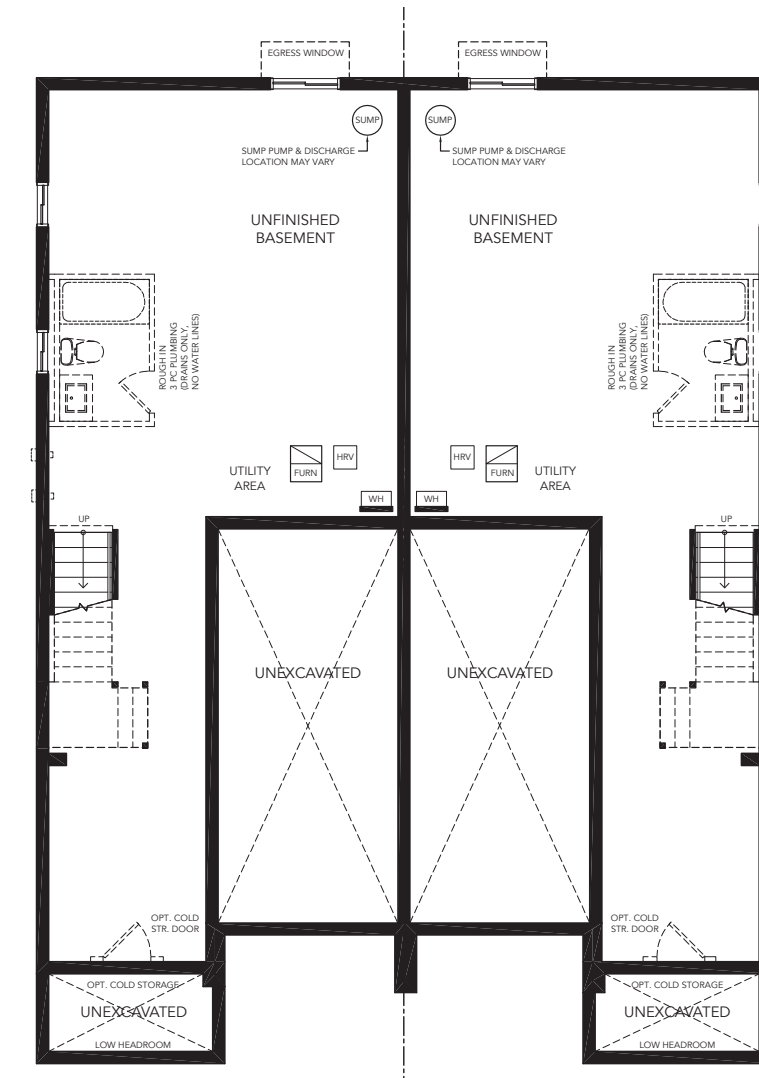 EGRESS WINDOW
EGRESS WINDOW
SUMP
SUMP
SUMP PUMP & DISCHARGE
LOCATION MAY VARY
SUMP PUMP & DISCHARGE
LOCATION MAY VARY
UNFINISHED
BASEMENT
UNFINISHED
BASEMENT
ROUGH IN
3 PC PLUMBING
(DRAINS ONLY,
NO WATER LINES)
ROUGH IN
3 PC PLUMBING
(DRAINS ONLY,
NO WATER LINES)
UTILITY
AREA
FURN
HRV
WH
HRV
FURN
WH
UTILITY
AREA
UP
UP
UNEXCAVATED
UNEXCAVATED
OPT. COLD
STR. DOOR
OPT. COLD
STR. DOOR
OPT. COLD STORAGE
UNEXCAVATED
LOW HEADROOM
OPT. COLD STORAGE
UNEXCAVATED
LOW HEADROOM